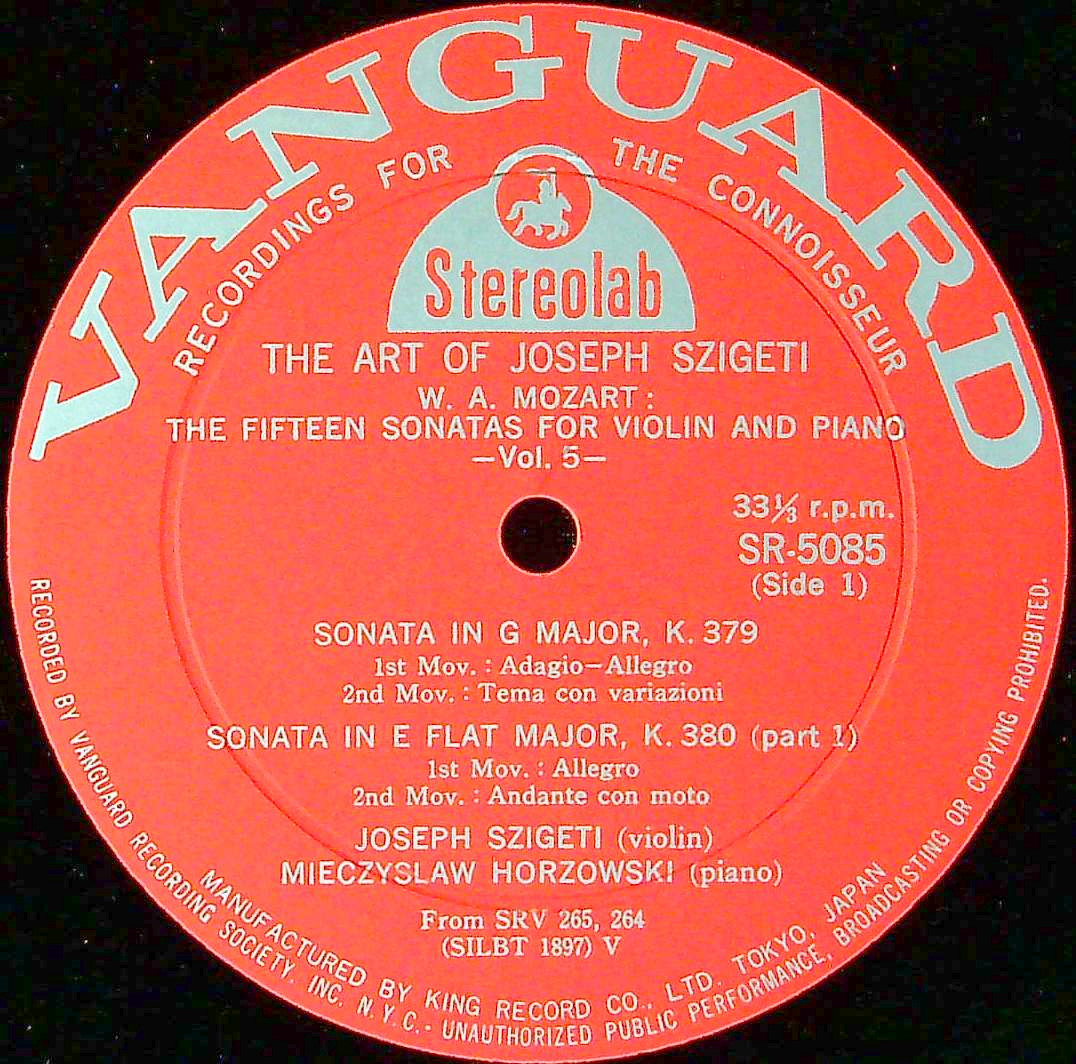 VANGUARD
RECORDINGS FOR THE CONNOISSEUR
Stereolab
THE ART OF JOSEPH SZIGETI
W. A. MOZART :
THE FIFTEEN SONATAS FOR VIOLIN AND PIANO
—Vol. 5—
33⅓ r.p.m.
SR-5085
(Side 1)
SONATA IN G MAJOR, K. 379
1st Mov. : Adagio—Allegro
2nd Mov. : Tema con variazioni
SONATA IN E FLAT MAJOR, K. 380 (part 1)
1st Mov. : Allegro
2nd Mov. : Andante con moto
JOSEPH SZIGETI (violin)
MIECZYSLAW HORZOWSKI (piano)
From SRV 265, 264
(SILBT 1897) V
MANUFACTURED BY KING RECORD CO., LTD. TOKYO, JAPAN
RECORDED BY VANGUARD RECORDING SOCIETY, INC. N.Y.C. · UNAUTHORIZED PUBLIC PERFORMANCE, BROADCASTING OR COPYING PROHIBITED.